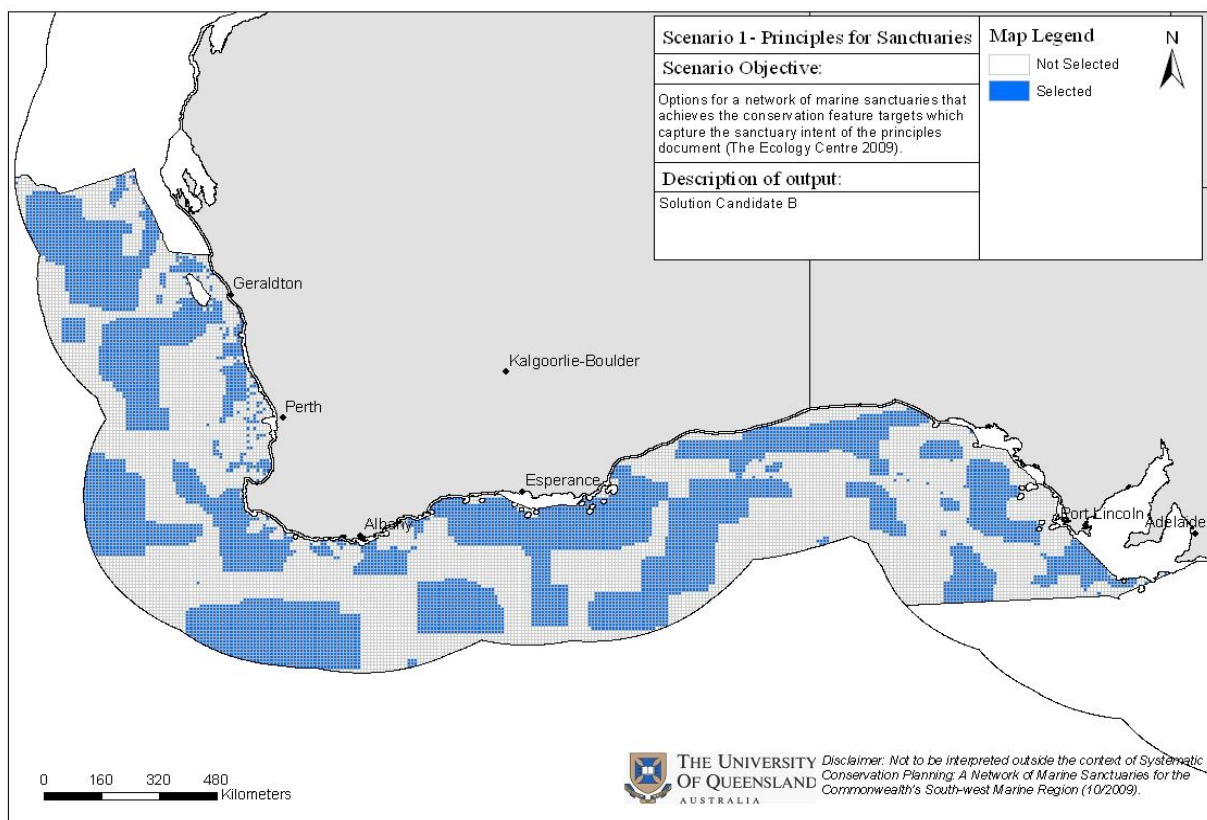 Scenario 1- Principles for Sanctuaries
Scenario Objective:
Options for a network of marine sanctuaries that
achieves the conservation feature targets which
capture the sanctuary intent of the principles
document (The Ecology Centre 2009).
Description of output:
Solution Candidate B
Map Legend
Not Selected
Selected
N
Geraldton
Kalgoorlie-Boulder
Perth
Esperance
Albany
Port Lincoln
Adelaide
0 160 320 480
Kilometers
THE UNIVERSITY
OF QUEENSLAND
AUSTRALIA
Disclaimer: Not to be interpreted outside the context of Systematic
Conservation Planning: A Network of Marine Sanctuaries for the
Commonwealth's South-west Marine Region (10/2009).